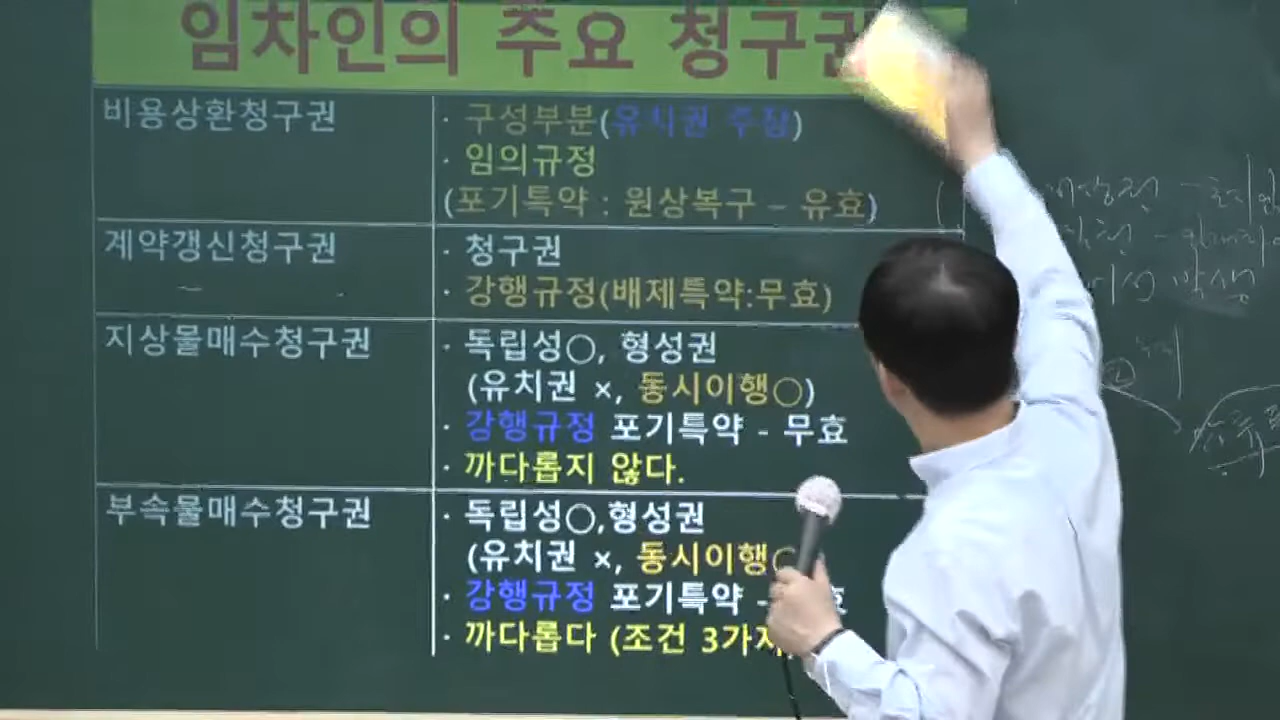 임차인의 주요 청구권
비용상환청구권
· 구성부분(유치권 주장)
· 임의규정
(포기특약 : 원상복구 – 유효)
계약갱신청구권
· 청구권
· 강행규정(배제특약:무효)
지상물매수청구권
· 독립성○, 형성권
(유치권 ×, 동시이행○)
· 강행규정 포기특약 - 무효
· 까다롭지 않다.
부속물매수청구권
· 독립성○,형성권
(유치권 ×, 동시이행○
· 강행규정 포기특약 - 효
· 까다롭다 (조건 3가지